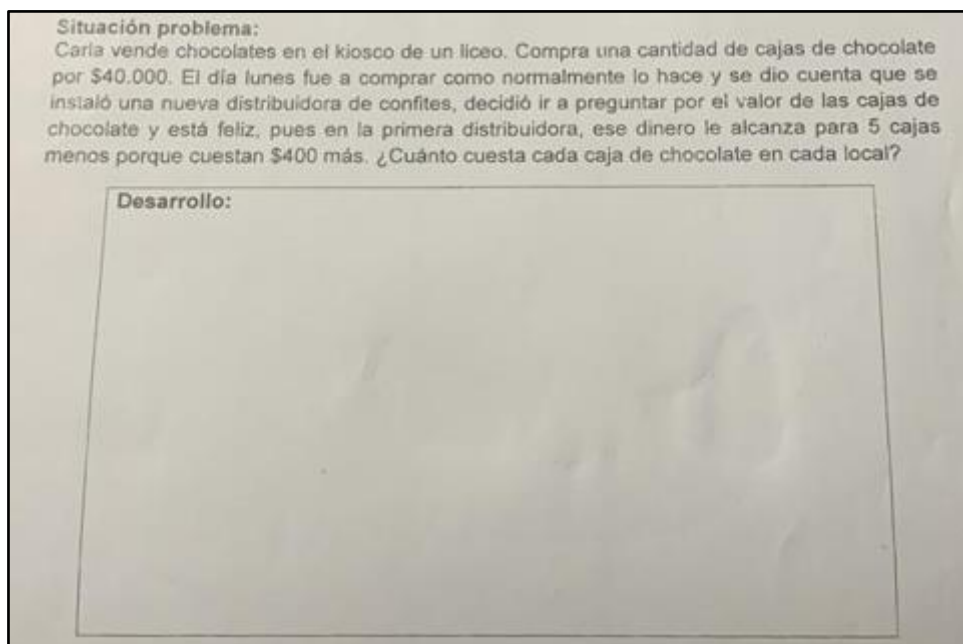 Situación problema:
Carla vende chocolates en el kiosco de un liceo. Compra una cantidad de cajas de chocolate
por $40.000. El día lunes fue a comprar como normalmente lo hace y se dio cuenta que se
instaló una nueva distribuidora de confites, decidió ir a preguntar por el valor de las cajas de
chocolate y está feliz, pues en la primera distribuidora, ese dinero le alcanza para 5 cajas
menos porque cuestan $400 más. ¿Cuánto cuesta cada caja de chocolate en cada local?
Desarrollo: